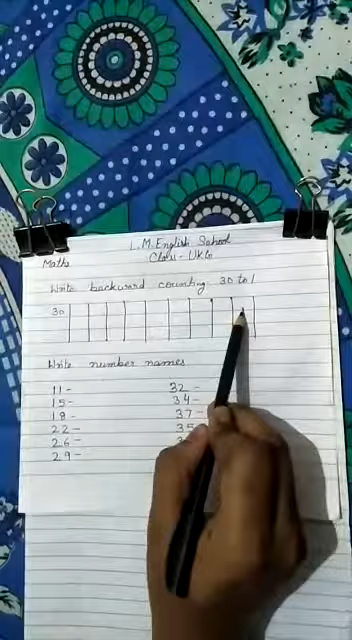 L.M. English School
Maths
Class - UKG
Write backward counting 30 to 1
30
Write number names
11 - 32 -
15 - 34 -
18 - 37 -
22 - 35
26 -
29 -